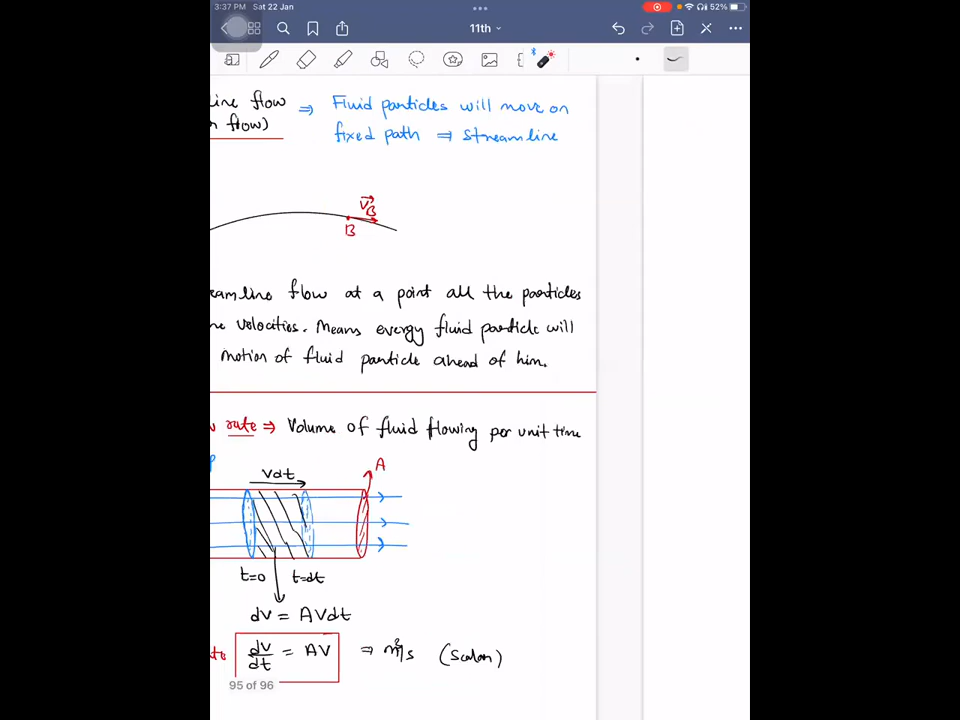 3:37 PM Sat 22 Jan
52%
11th
line flow ⇒ Fluid particles will move on
flow) fixed path ⇒ streamline
V⃗B
B
eamline flow at a point all the particles
velocities. Means energy fluid particle will
motion of fluid particle ahead of him.
rate ⇒ Volume of fluid flowing per unit time
Vdt
A
t=0 t=dt
dV = AVdt
dV/dt = AV ⇒ m³/s (Scalar)
95 of 96